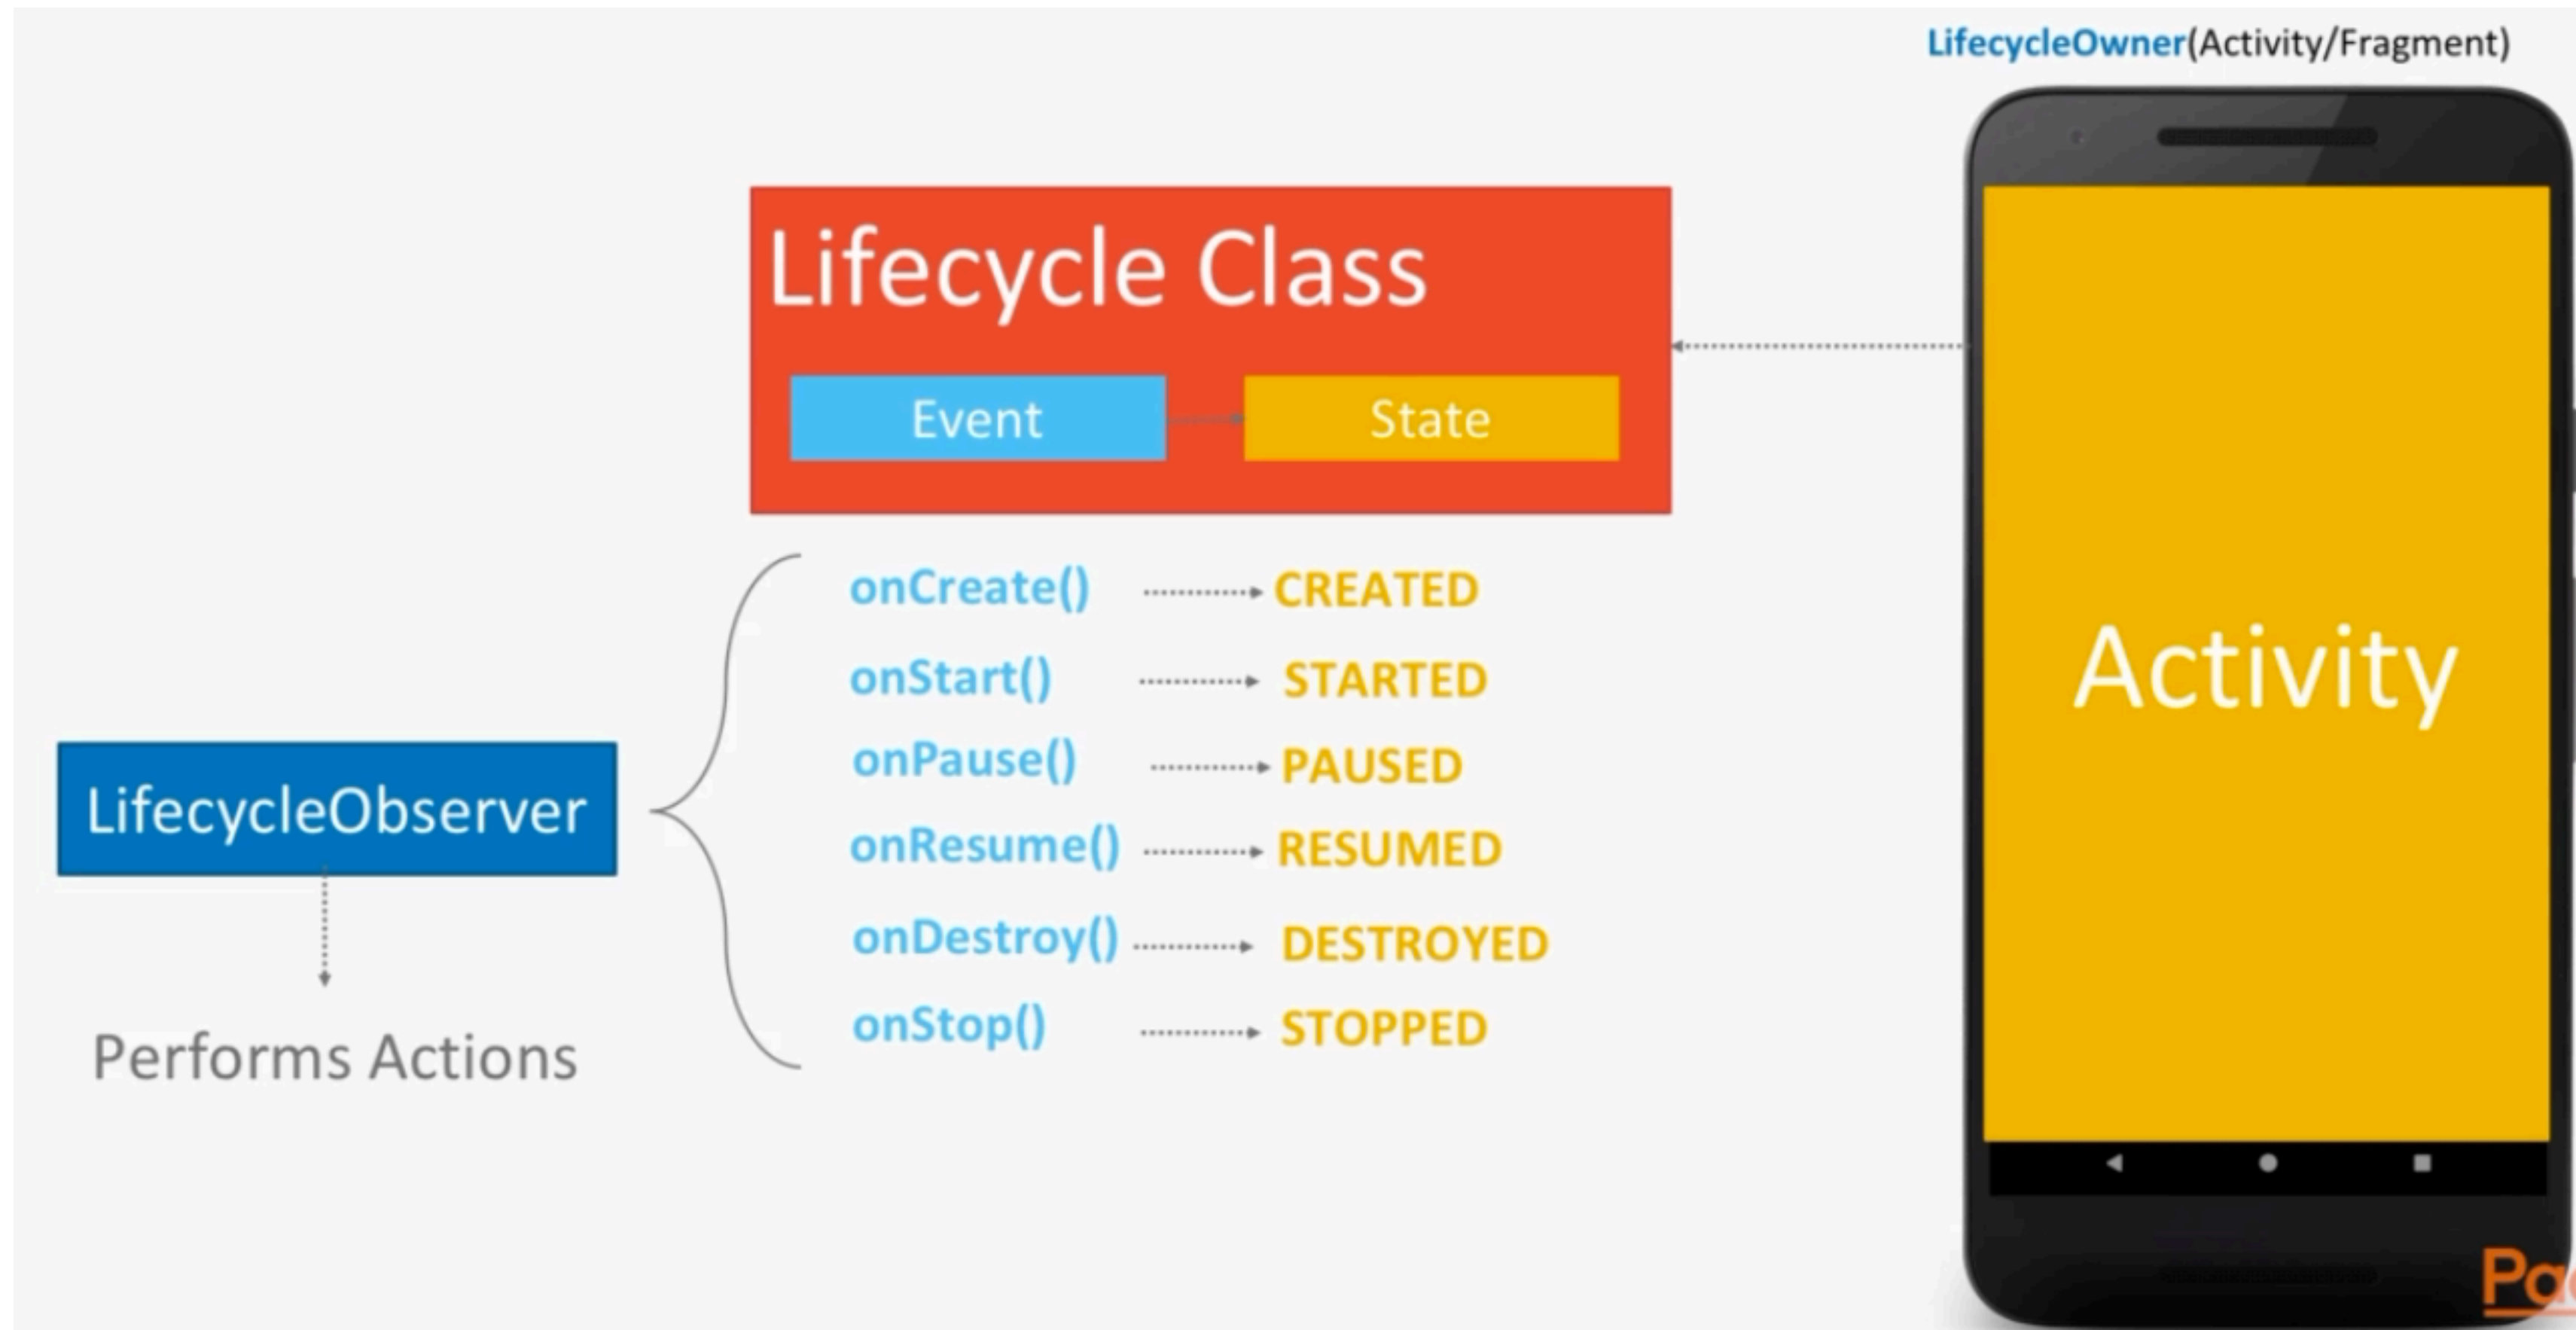 LifecycleOwner(Activity/Fragment)
Lifecycle Class
Event
State
onCreate() CREATED
onStart() STARTED
onPause() PAUSED
onResume() RESUMED
onDestroy() DESTROYED
onStop() STOPPED
LifecycleObserver
Performs Actions
Activity